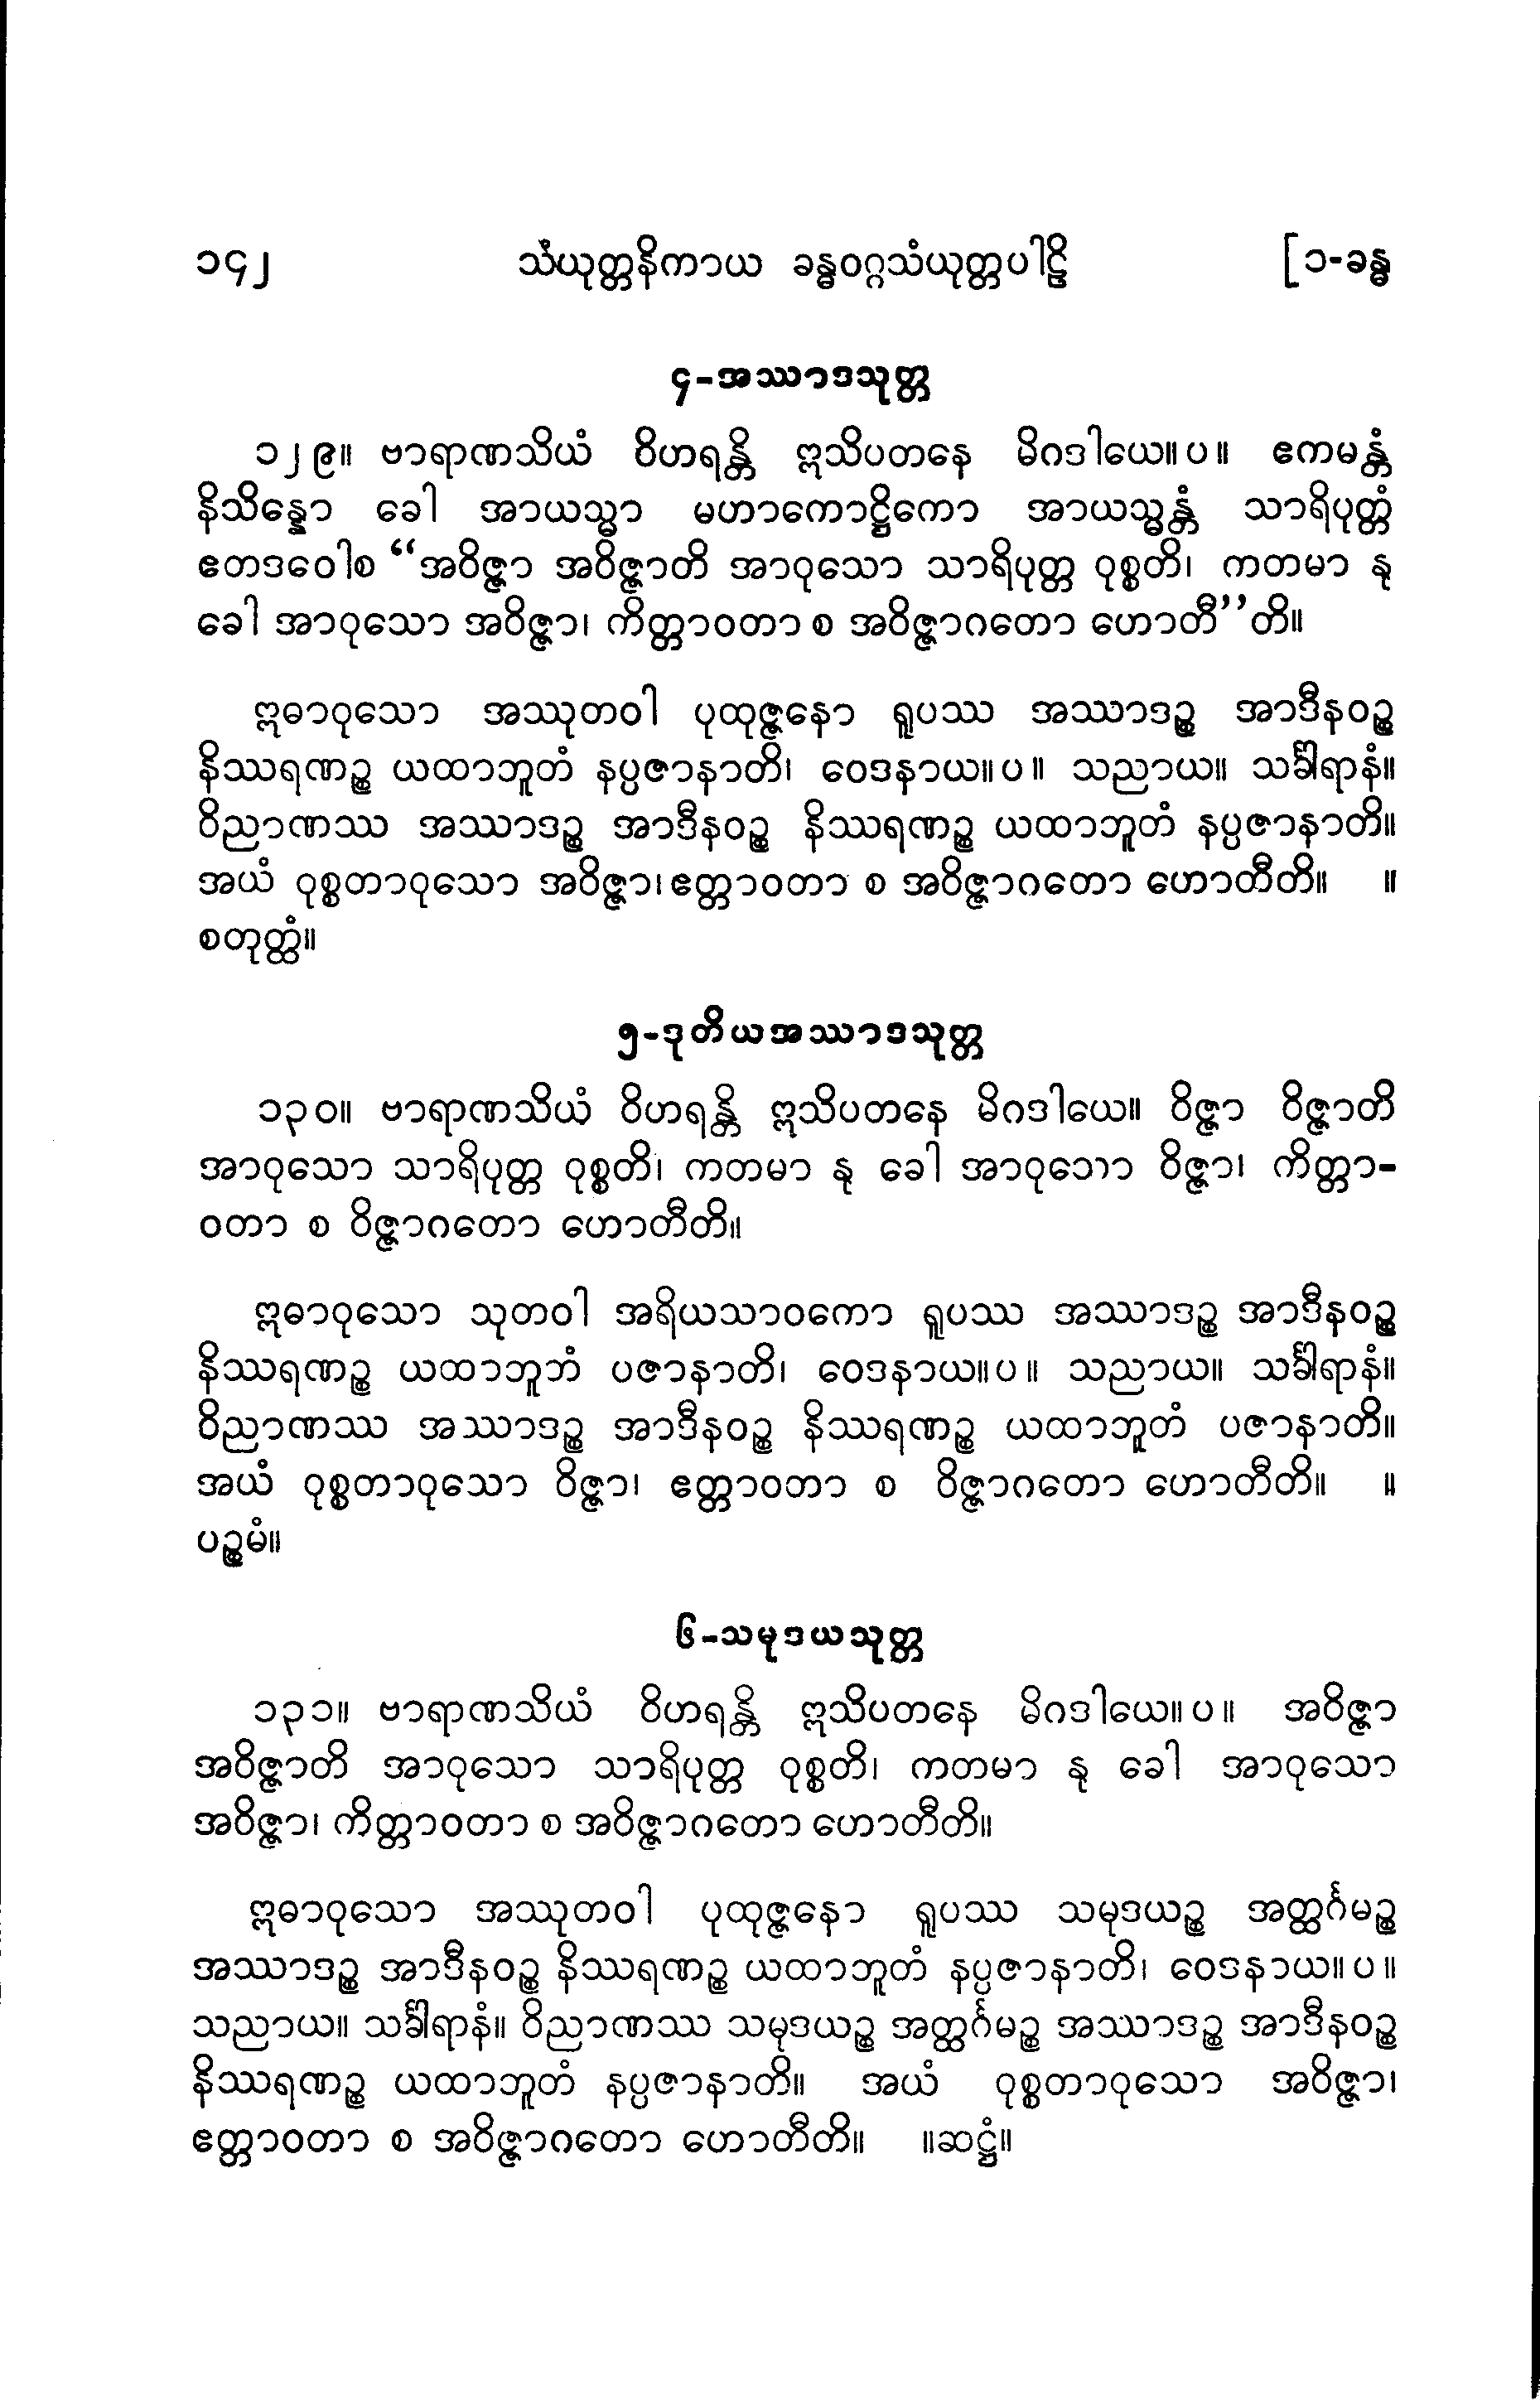 ၁၄၂ သံယုတ္တနိကာယ ခန္ဓဝဂ္ဂသံယုတ္တပါဠိ [၁-ခန္ဓ
၄-အဿာဒသုတ္တ
၁၂၉။ ဗာရာဏသိယံ ဝိဟရန္တိ ဣသိပတနေ မိဂဒါယေ။ပ။ ဧကမန္တံ
နိသိန္နော ခေါ အာယသ္မာ မဟာကောဋ္ဌိကော အာယသ္မန္တံ သာရိပုတ္တံ
ဧတဒဝေါစ “အဝိဇ္ဇာ အဝိဇ္ဇာတိ အာဝုသော သာရိပုတ္တ ဝုစ္စတိ၊ ကတမာ နု
ခေါ အာဝုသော အဝိဇ္ဇာ၊ ကိတ္တာဝတာ စ အဝိဇ္ဇာဂတော ဟောတီ”တိ။
ဣဓာဝုသော အဿုတဝါ ပုထုဇ္ဇနော ရူပဿ အဿာဒဉ္စ အာဒီနဝဉ္စ
နိဿရဏဉ္စ ယထာဘူတံ နပ္ပဇာနာတိ၊ ဝေဒနာယ။ပ။ သညာယ။ သင်္ခါရာနံ။
ဝိညာဏဿ အဿာဒဉ္စ အာဒီနဝဉ္စ နိဿရဏဉ္စ ယထာဘူတံ နပ္ပဇာနာတိ။
အယံ ဝုစ္စတာဝုသော အဝိဇ္ဇာ၊ ဧတ္တာဝတာ စ အဝိဇ္ဇာဂတော ဟောတီတိ။ ။
စတုတ္ထံ။
၅-ဒုတိယအဿာဒသုတ္တ
၁၃၀။ ဗာရာဏသိယံ ဝိဟရန္တိ ဣသိပတနေ မိဂဒါယေ။ ဝိဇ္ဇာ ဝိဇ္ဇာတိ
အာဝုသော သာရိပုတ္တ ဝုစ္စတိ၊ ကတမာ နု ခေါ အာဝုသော ဝိဇ္ဇာ၊ ကိတ္တာ-
ဝတာ စ ဝိဇ္ဇာဂတော ဟောတီတိ။
ဣဓာဝုသော သုတဝါ အရိယသာဝကော ရူပဿ အဿာဒဉ္စ အာဒီနဝဉ္စ
နိဿရဏဉ္စ ယထာဘူဘံ ပဇာနာတိ၊ ဝေဒနာယ။ပ။ သညာယ။ သင်္ခါရာနံ။
ဝိညာဏဿ အဿာဒဉ္စ အာဒီနဝဉ္စ နိဿရဏဉ္စ ယထာဘူတံ ပဇာနာတိ။
အယံ ဝုစ္စတာဝုသော ဝိဇ္ဇာ၊ ဧတ္တာဝတာ စ ဝိဇ္ဇာဂတော ဟောတီတိ။ ။
ပဉ္စမံ။
၆-သမုဒယသုတ္တ
၁၃၁။ ဗာရာဏသိယံ ဝိဟရန္တိ ဣသိပတနေ မိဂဒါယေ။ပ။ အဝိဇ္ဇာ
အဝိဇ္ဇာတိ အာဝုသော သာရိပုတ္တ ဝုစ္စတိ၊ ကတမာ နု ခေါ အာဝုသော
အဝိဇ္ဇာ၊ ကိတ္တာဝတာ စ အဝိဇ္ဇာဂတော ဟောတီတိ။
ဣဓာဝုသော အဿုတဝါ ပုထုဇ္ဇနော ရူပဿ သမုဒယဉ္စ အတ္ထင်္ဂမဉ္စ
အဿာဒဉ္စ အာဒီနဝဉ္စ နိဿရဏဉ္စ ယထာဘူတံ နပ္ပဇာနာတိ၊ ဝေဒနာယ။ပ။
သညာယ။ သင်္ခါရာနံ။ ဝိညာဏဿ သမုဒယဉ္စ အတ္ထင်္ဂမဉ္စ အဿာဒဉ္စ အာဒီနဝဉ္စ
နိဿရဏဉ္စ ယထာဘူတံ နပ္ပဇာနာတိ။ အယံ ဝုစ္စတာဝုသော အဝိဇ္ဇာ၊
ဧတ္တာဝတာ စ အဝိဇ္ဇာဂတော ဟောတီတိ။ ။ဆဋ္ဌံ။